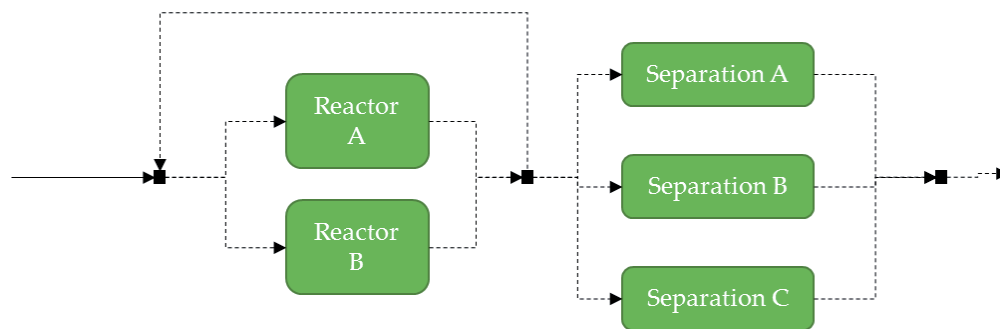 Reactor
A
Reactor
B
Separation A
Separation B
Separation C